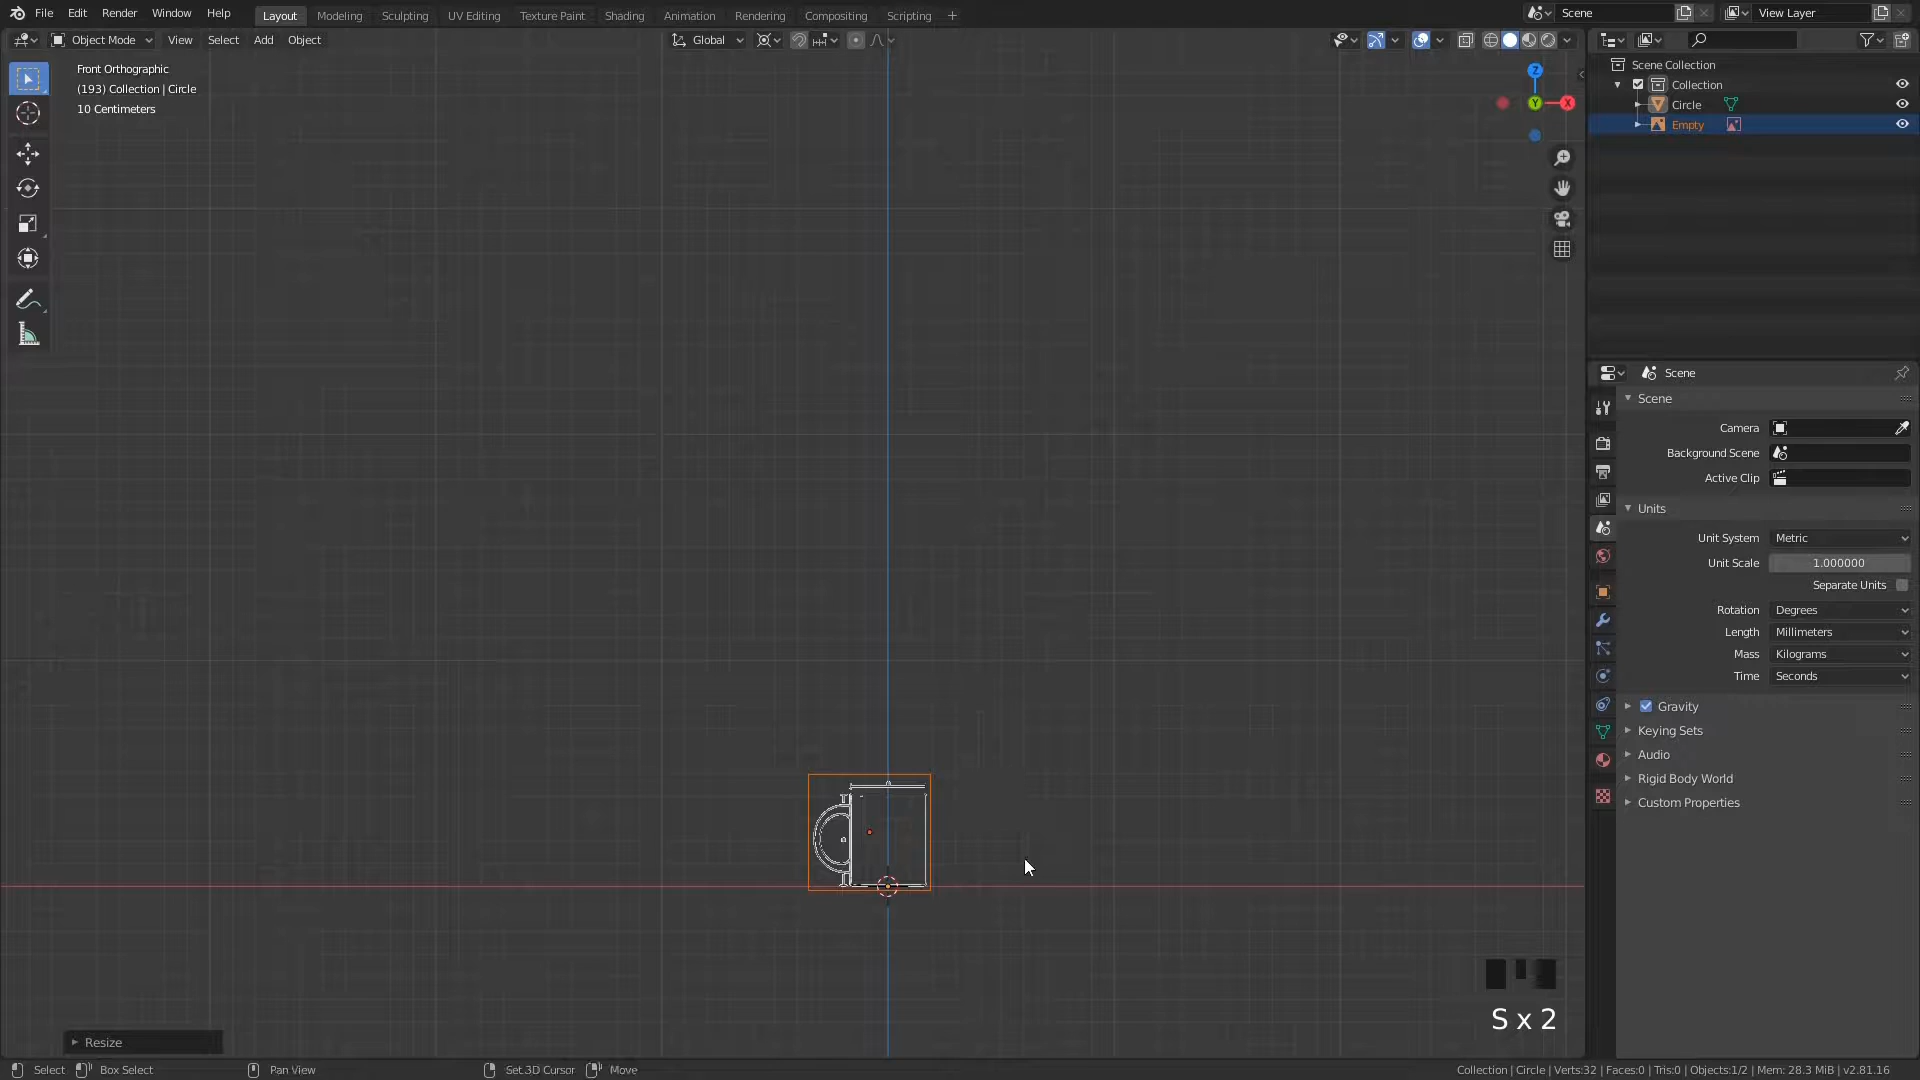 File Edit Render Window Help Layout Modeling Sculpting UV Editing Texture Paint Shading Animation Rendering Compositing Scripting + Scene View Layer
Object Mode View Select Add Object Global
Front Orthographic
(193) Collection | Circle
10 Centimeters
Z
Y
X
Scene Collection
Collection
Circle
Empty
Scene
Scene
Camera
Background Scene
Active Clip
Units
Unit System Metric
Unit Scale 1.000000
Separate Units
Rotation Degrees
Length Millimeters
Mass Kilograms
Time Seconds
Gravity
Keying Sets
Audio
Rigid Body World
Custom Properties
S x 2
Resize
Select Box Select Pan View Set 3D Cursor Move Collection | Circle | Verts:32 | Faces:0 | Tris:0 | Objects:1/2 | Mem: 28.3 MiB | v2.81.16